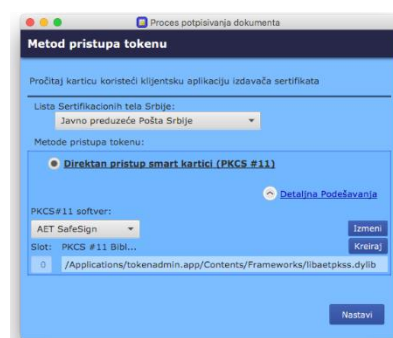 Proces potpisivanja dokumenta
Metod pristupa tokenu
Pročitaj karticu koristeći klijentsku aplikaciju izdavača sertifikata
Lista Sertifikacionih tela Srbije:
Javno preduzeće Pošta Srbije
Metode pristupa tokenu:
Direktan pristup smart kartici (PKCS #11)
Detaljna Podešavanja
PKCS#11 softver:
AET SafeSign Izmeni
Slot: PKCS #11 Bibl... Kreiraj
0 /Applications/tokenadmin.app/Contents/Frameworks/libaetpkss.dylib
Nastavi